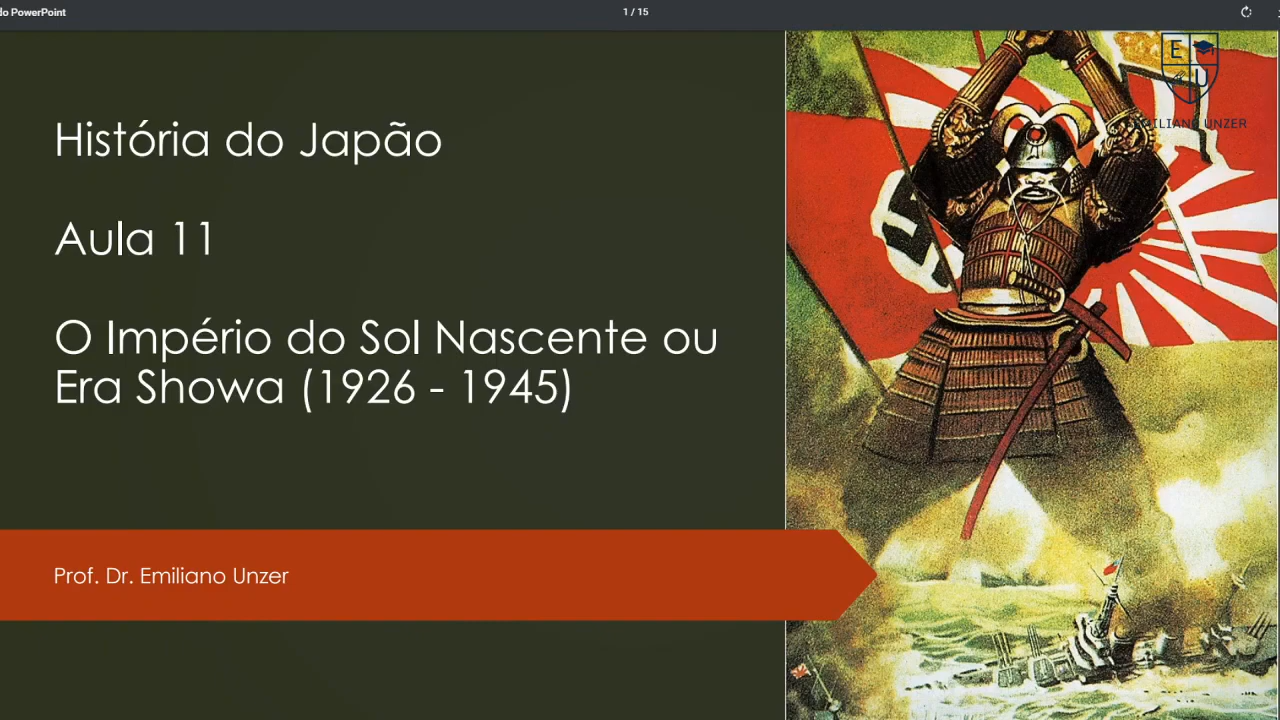 do PowerPoint
1 / 15
História do Japão
Aula 11
O Império do Sol Nascente ou
Era Showa (1926 - 1945)
Prof. Dr. Emiliano Unzer
E
U
EMILIANO UNZER